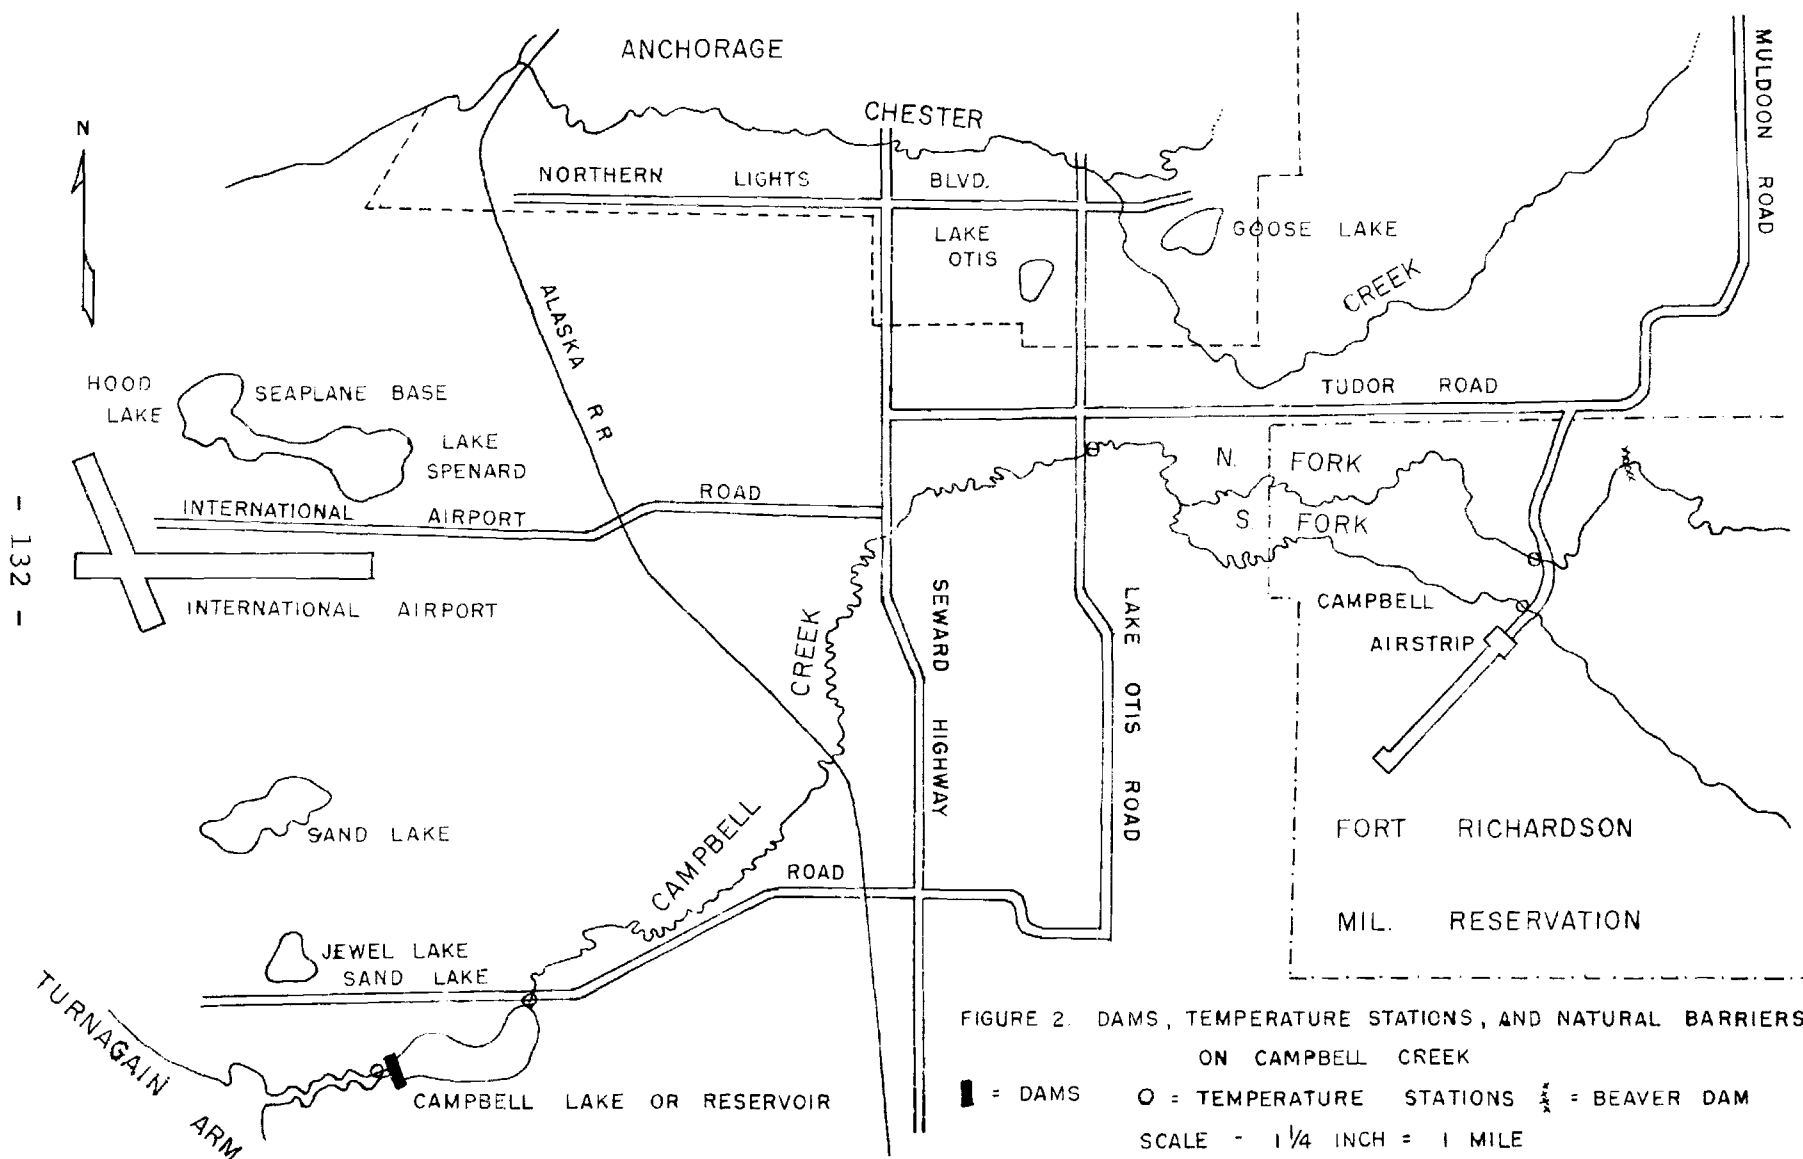 ANCHORAGE
CHESTER
MULDOON ROAD
N
NORTHERN LIGHTS BLVD.
LAKE
OTIS
GOOSE LAKE
CREEK
ALASKA R R
HOOD
LAKE
SEAPLANE BASE
TUDOR ROAD
LAKE
SPENARD
N. FORK
S. FORK
INTERNATIONAL AIRPORT ROAD
- 132 -
INTERNATIONAL AIRPORT
CAMPBELL
AIRSTRIP
SEWARD HIGHWAY
LAKE OTIS ROAD
CREEK
CAMPBELL
SAND LAKE
FORT RICHARDSON
MIL. RESERVATION
ROAD
JEWEL LAKE
SAND LAKE
TURNAGAIN
ARM
CAMPBELL LAKE OR RESERVOIR
FIGURE 2. DAMS, TEMPERATURE STATIONS, AND NATURAL BARRIERS
ON CAMPBELL CREEK
= DAMS O = TEMPERATURE STATIONS = BEAVER DAM
SCALE - 1 1/4 INCH = 1 MILE